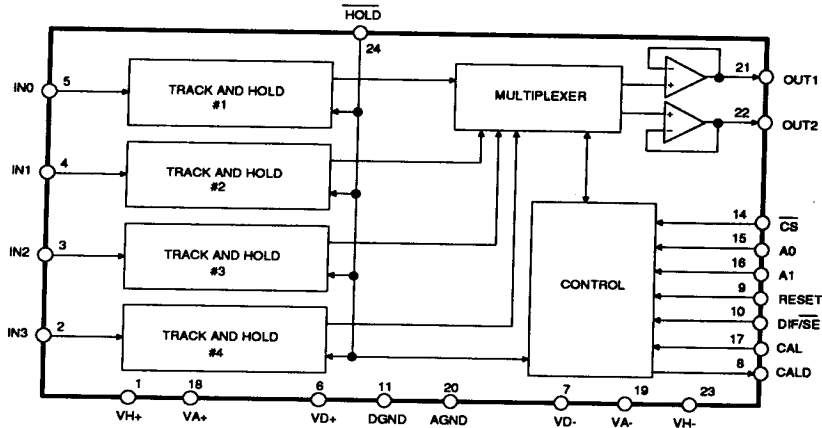 HOLD
24
IN0
5
TRACK AND HOLD
#1
MULTIPLEXER
21
OUT1
22
OUT2
IN1
4
TRACK AND HOLD
#2
IN2
3
TRACK AND HOLD
#3
IN3
2
TRACK AND HOLD
#4
CONTROL
14
CS
15
A0
16
A1
9
RESET
10
DIF/SE
17
CAL
8
CALD
1
VH+
18
VA+
6
VD+
11
DGND
20
AGND
7
VD-
19
VA-
23
VH-